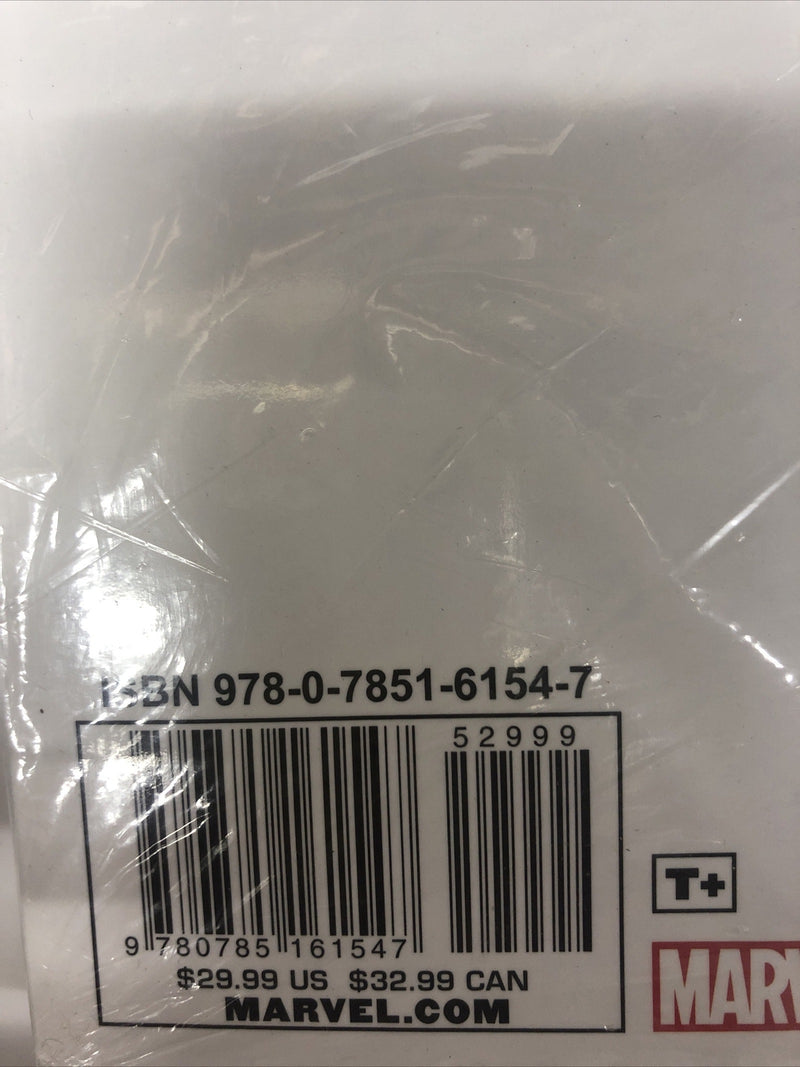 ISBN 978-0-7851-6154-7
52999
9 780785 161547
$29.99 US $32.99 CAN
MARVEL.COM
T+
MARV